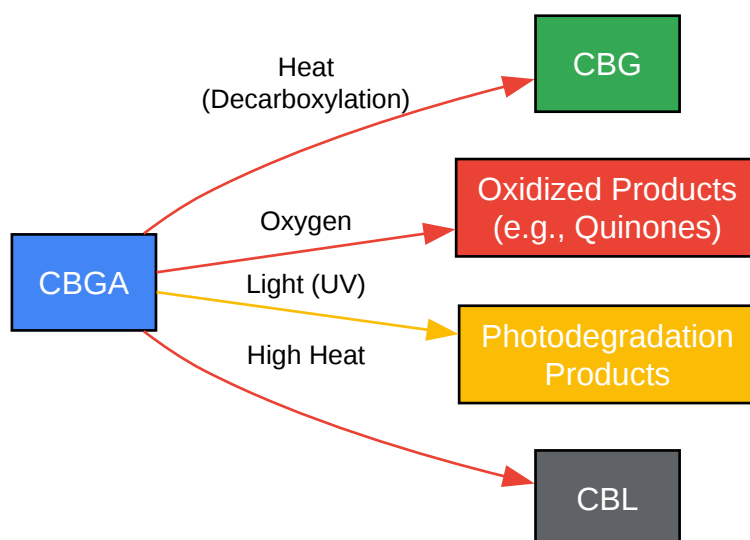 Heat
(Decarboxylation)
CBG
Oxygen
Oxidized Products
(e.g., Quinones)
CBGA
Light (UV)
Photodegradation
Products
High Heat
CBL